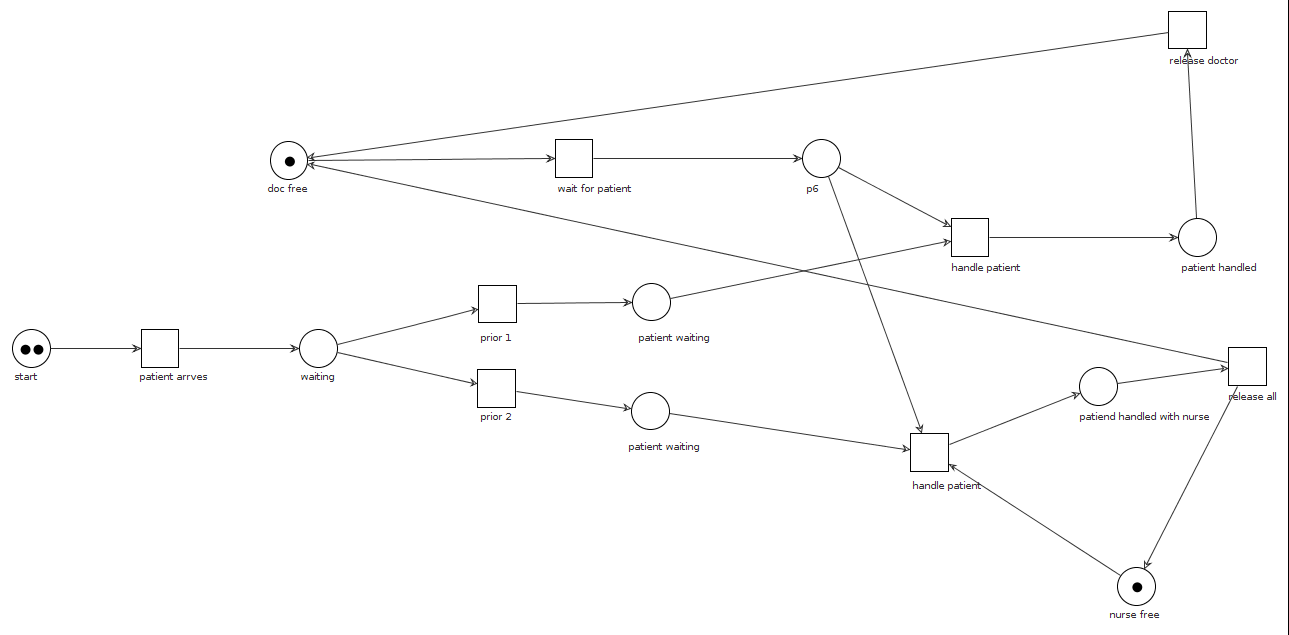 release doctor
doc free
wait for patient
p6
handle patient
patient handled
prior 1
patient waiting
start
patient arrves
waiting
prior 2
patient waiting
patiend handled with nurse
release all
handle patient
nurse free